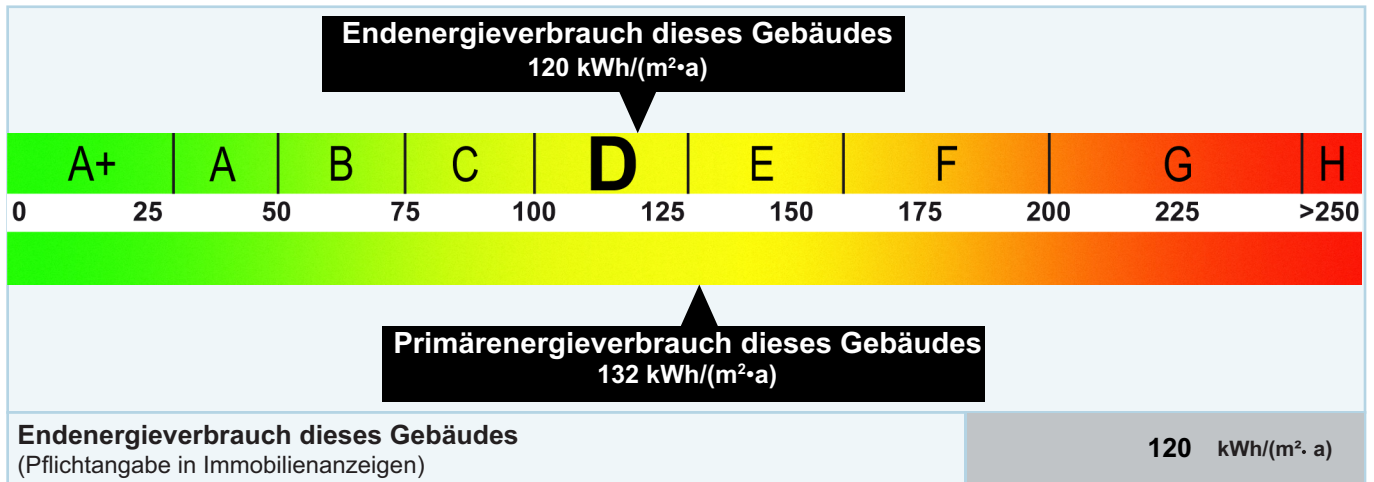 Endenergieverbrauch dieses Gebäudes
120 kWh/(m²•a)
A+ A B C D E F G H
0 25 50 75 100 125 150 175 200 225 >250
Primärenergieverbrauch dieses Gebäudes
132 kWh/(m²•a)
Endenergieverbrauch dieses Gebäudes
(Pflichtangabe in Immobilienanzeigen)
120 kWh/(m²· a)